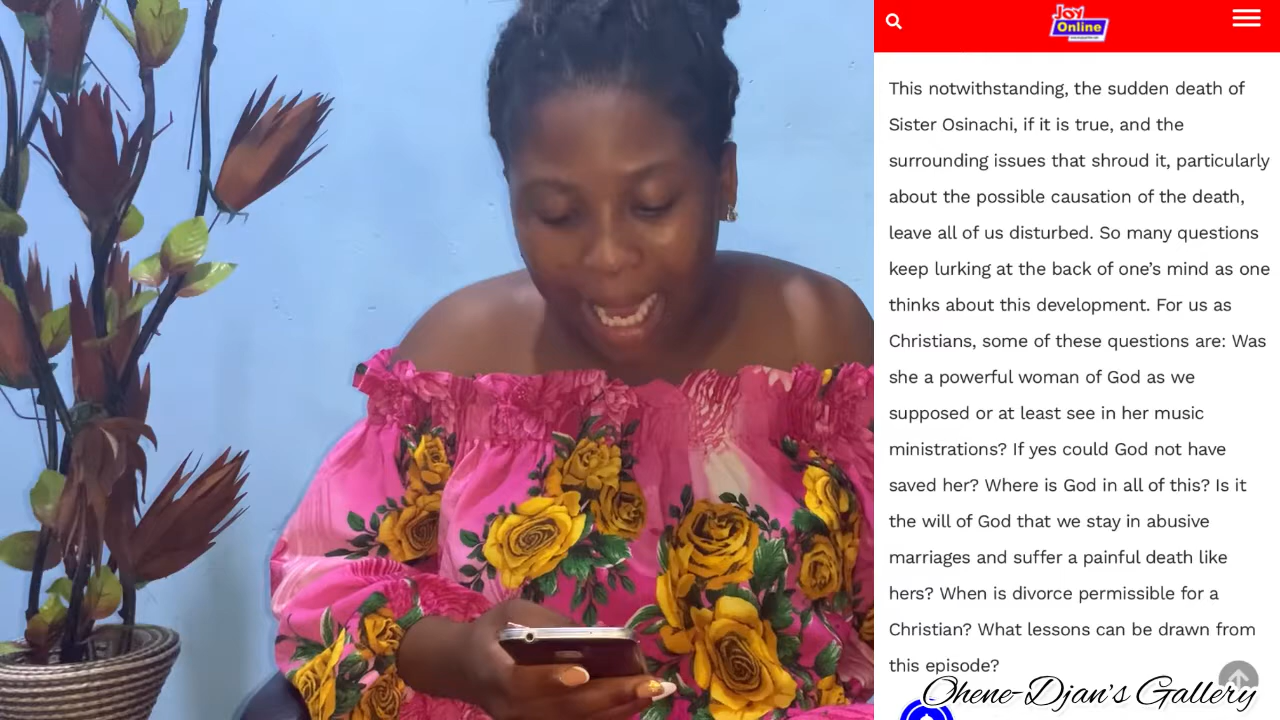 Joy
Online
This notwithstanding, the sudden death of
Sister Osinachi, if it is true, and the
surrounding issues that shroud it, particularly
about the possible causation of the death,
leave all of us disturbed. So many questions
keep lurking at the back of one’s mind as one
thinks about this development. For us as
Christians, some of these questions are: Was
she a powerful woman of God as we
supposed or at least see in her music
ministrations? If yes could God not have
saved her? Where is God in all of this? Is it
the will of God that we stay in abusive
marriages and suffer a painful death like
hers? When is divorce permissible for a
Christian? What lessons can be drawn from
this episode?
Ohene-Djan's Gallery